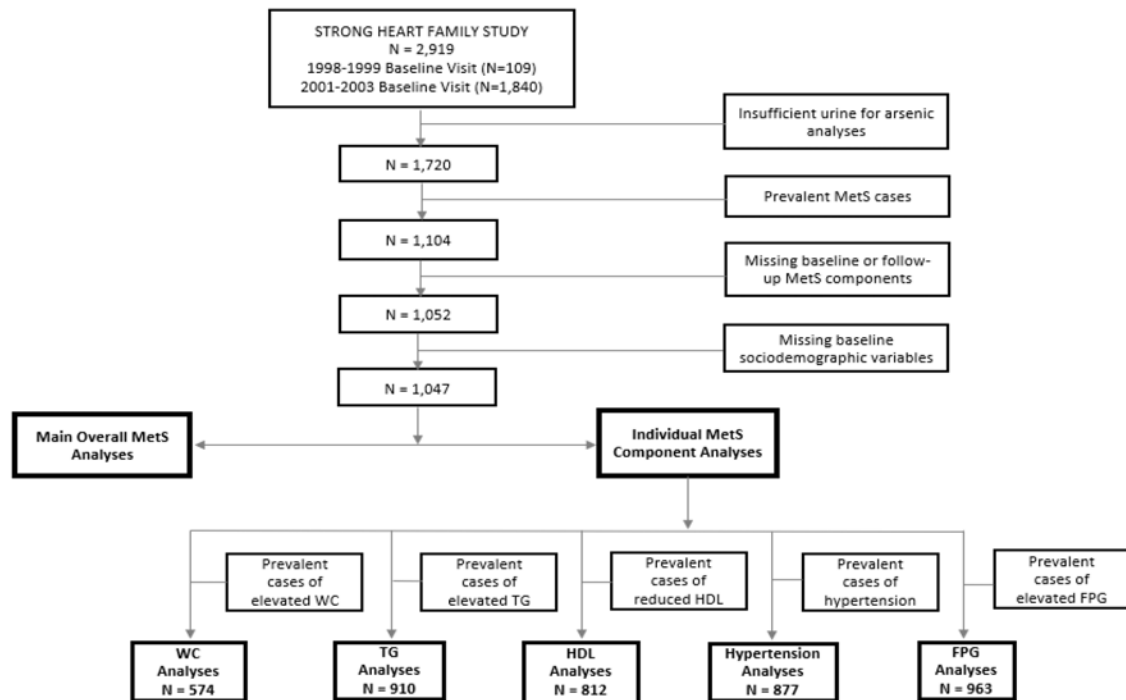 STRONG HEART FAMILY STUDY
N = 2,919
1998-1999 Baseline Visit (N=109)
2001-2003 Baseline Visit (N=1,840)
Insufficient urine for arsenic
analyses
N = 1,720
Prevalent MetS cases
N = 1,104
Missing baseline or follow-
up MetS components
N = 1,052
Missing baseline
sociodemographic variables
N = 1,047
Main Overall MetS
Analyses
Individual MetS
Component Analyses
Prevalent
cases of
elevated WC
Prevalent
cases of
elevated TG
Prevalent
cases of
reduced HDL
Prevalent
cases of
hypertension
Prevalent
cases of
elevated FPG
WC
Analyses
N = 574
TG
Analyses
N = 910
HDL
Analyses
N = 812
Hypertension
Analyses
N = 877
FPG
Analyses
N = 963